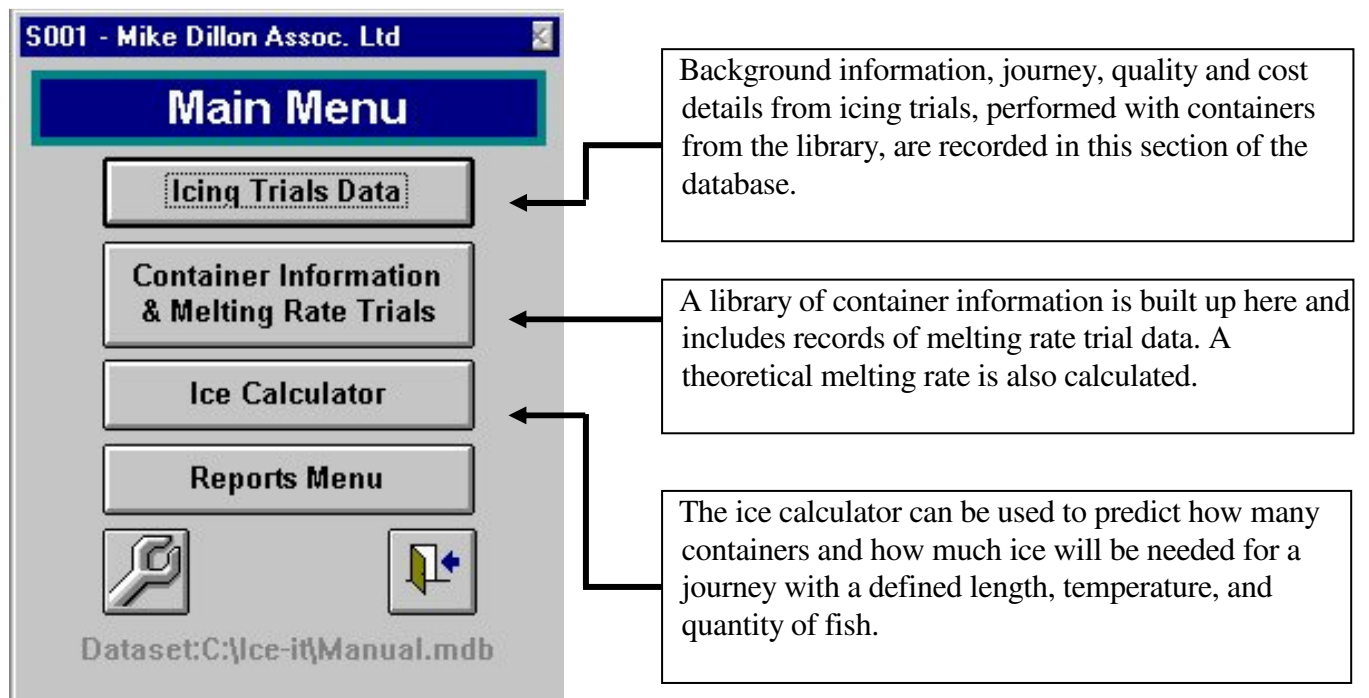 S001 - Mike Dillon Assoc. Ltd
Main Menu
Icing Trials Data
Container Information
& Melting Rate Trials
Ice Calculator
Reports Menu
Dataset:C:\Ice-it\Manual.mdb
Background information, journey, quality and cost
details from icing trials, performed with containers
from the library, are recorded in this section of the
database.
A library of container information is built up here and
includes records of melting rate trial data. A
theoretical melting rate is also calculated.
The ice calculator can be used to predict how many
containers and how much ice will be needed for a
journey with a defined length, temperature, and
quantity of fish.